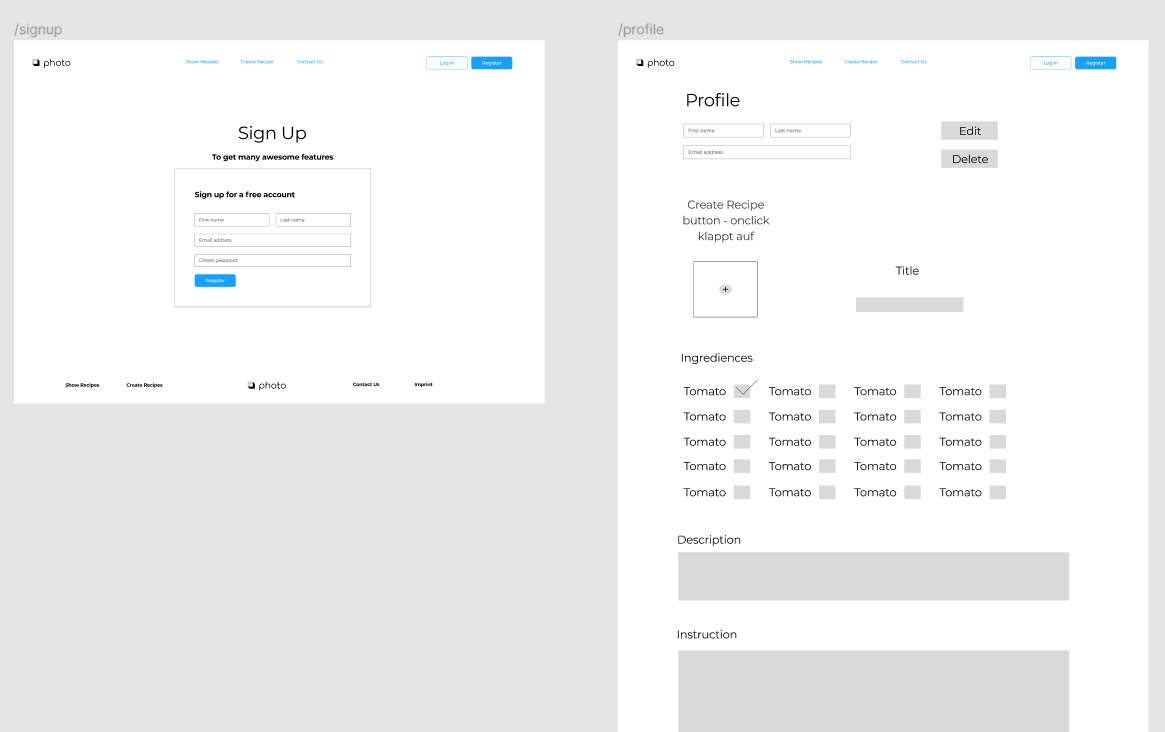 /signup
photo
Show Recipes Create Recipe Contact Us
Log in Register
Sign Up
To get many awesome features
Sign up for a free account
First name Last name
Email address
Create password
Register
Show Recipes Create Recipes photo Contact Us Imprint
/profile
photo
Show Recipes Create Recipe Contact Us
Log in Register
Profile
First name Last name
Email address
Edit
Delete
Create Recipe
button - onclick
klappt auf
+
Title
Ingrediences
Tomato Tomato Tomato Tomato
Tomato Tomato Tomato Tomato
Tomato Tomato Tomato Tomato
Tomato Tomato Tomato Tomato
Tomato Tomato Tomato Tomato
Description
Instruction